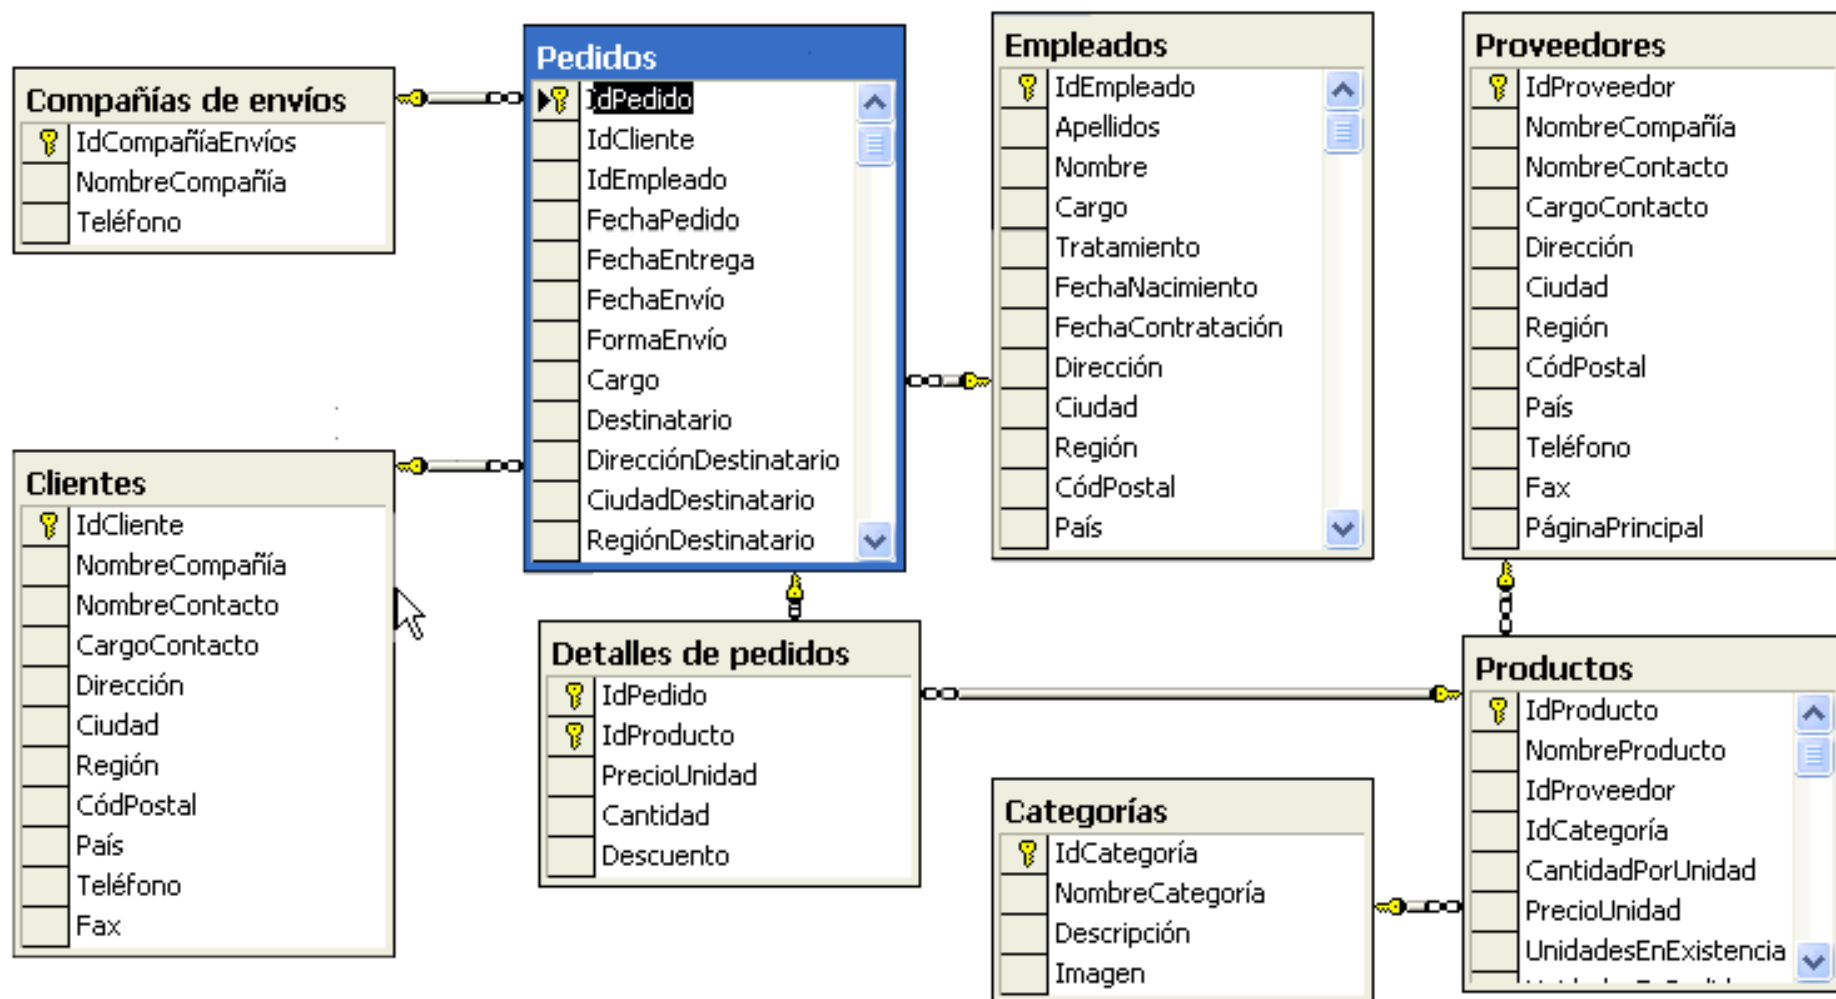 Compañías de envíos
IdCompañíaEnvíos
NombreCompañía
Teléfono
Pedidos
IdPedido
IdCliente
IdEmpleado
FechaPedido
FechaEntrega
FechaEnvío
FormaEnvío
Cargo
Destinatario
DirecciónDestinatario
CiudadDestinatario
RegiónDestinatario
Empleados
IdEmpleado
Apellidos
Nombre
Cargo
Tratamiento
FechaNacimiento
FechaContratación
Dirección
Ciudad
Región
CódPostal
País
Proveedores
IdProveedor
NombreCompañía
NombreContacto
CargoContacto
Dirección
Ciudad
Región
CódPostal
País
Teléfono
Fax
PáginaPrincipal
Clientes
IdCliente
NombreCompañía
NombreContacto
CargoContacto
Dirección
Ciudad
Región
CódPostal
País
Teléfono
Fax
Detalles de pedidos
IdPedido
IdProducto
PrecioUnidad
Cantidad
Descuento
Categorías
IdCategoría
NombreCategoría
Descripción
Imagen
Productos
IdProducto
NombreProducto
IdProveedor
IdCategoría
CantidadPorUnidad
PrecioUnidad
UnidadesEnExistencia